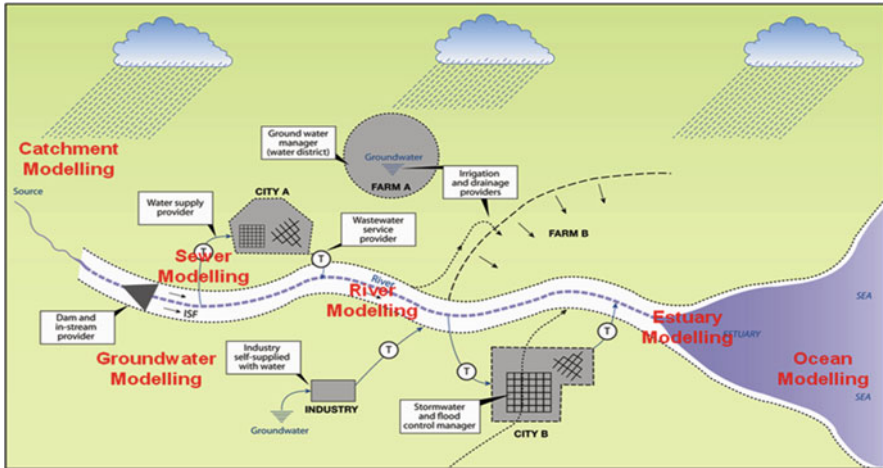 Ground water
manager
(water district)
Groundwater
FARM A
Catchment
Modelling
Source
CITY A
Water supply
provider
Irrigation
and drainage
providers
Wastewater
service
provider
FARM B
T
T
Sewer
Modelling
River
River
Modelling
ISF
Dam and
in-stream
provider
SEA
Estuary
Modelling
ESTUARY
Groundwater
Modelling
Industry
self-supplied
with water
T
T
T
Ocean
Modelling
SEA
INDUSTRY
Groundwater
Stormwater
and flood
control manager
CITY B